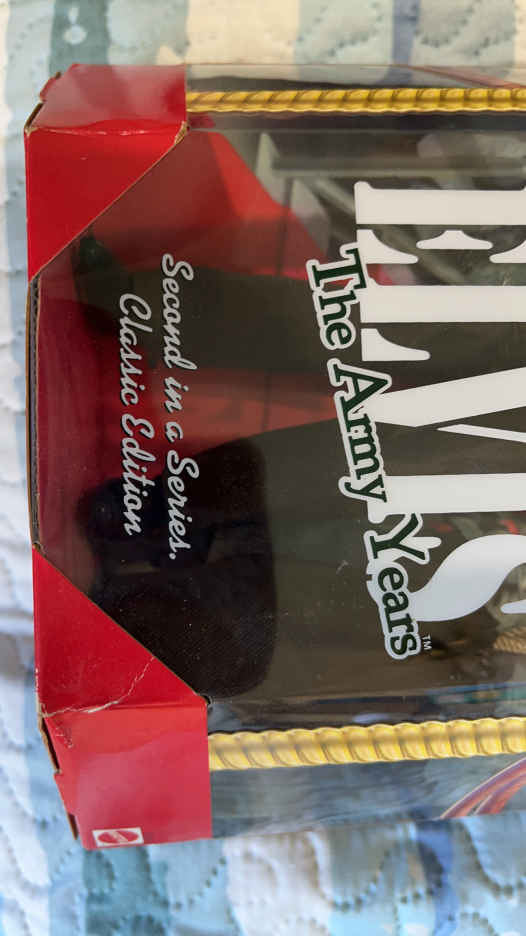 ELVIS
The Army Years™
Second in a Series.
Classic Edition